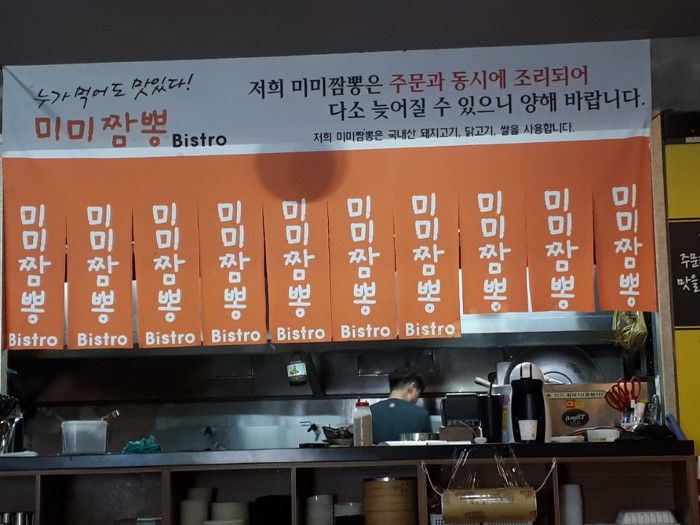 누가 먹어도 맛있다!
미미짬뽕 Bistro
저희 미미짬뽕은 주문과 동시에 조리되어
다소 늦어질 수 있으니 양해 바랍니다.
저희 미미짬뽕은 국내산 돼지고기, 닭고기, 쌀을 사용합니다.
미미짬뽕 Bistro
미미짬뽕 Bistro
미미짬뽕 Bistro
미미짬뽕 Bistro
미미짬뽕 Bistro
미미짬뽕 Bistro
미미짬뽕 Bistro
미미짬뽕
미미짬뽕
미미짬뽕
주문
맛을